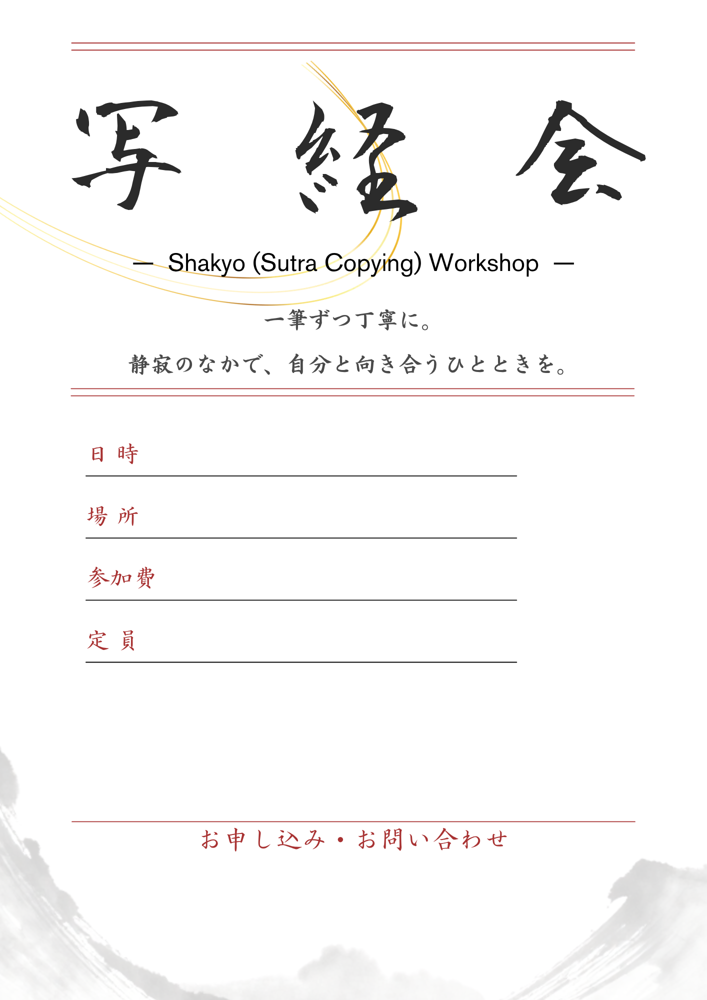 写経会
— Shakyo (Sutra Copying) Workshop —
一筆ずつ丁寧に。
静寂のなかで、自分と向き合うひとときを。
日 時
場 所
参加費
定 員
お申し込み・お問い合わせ